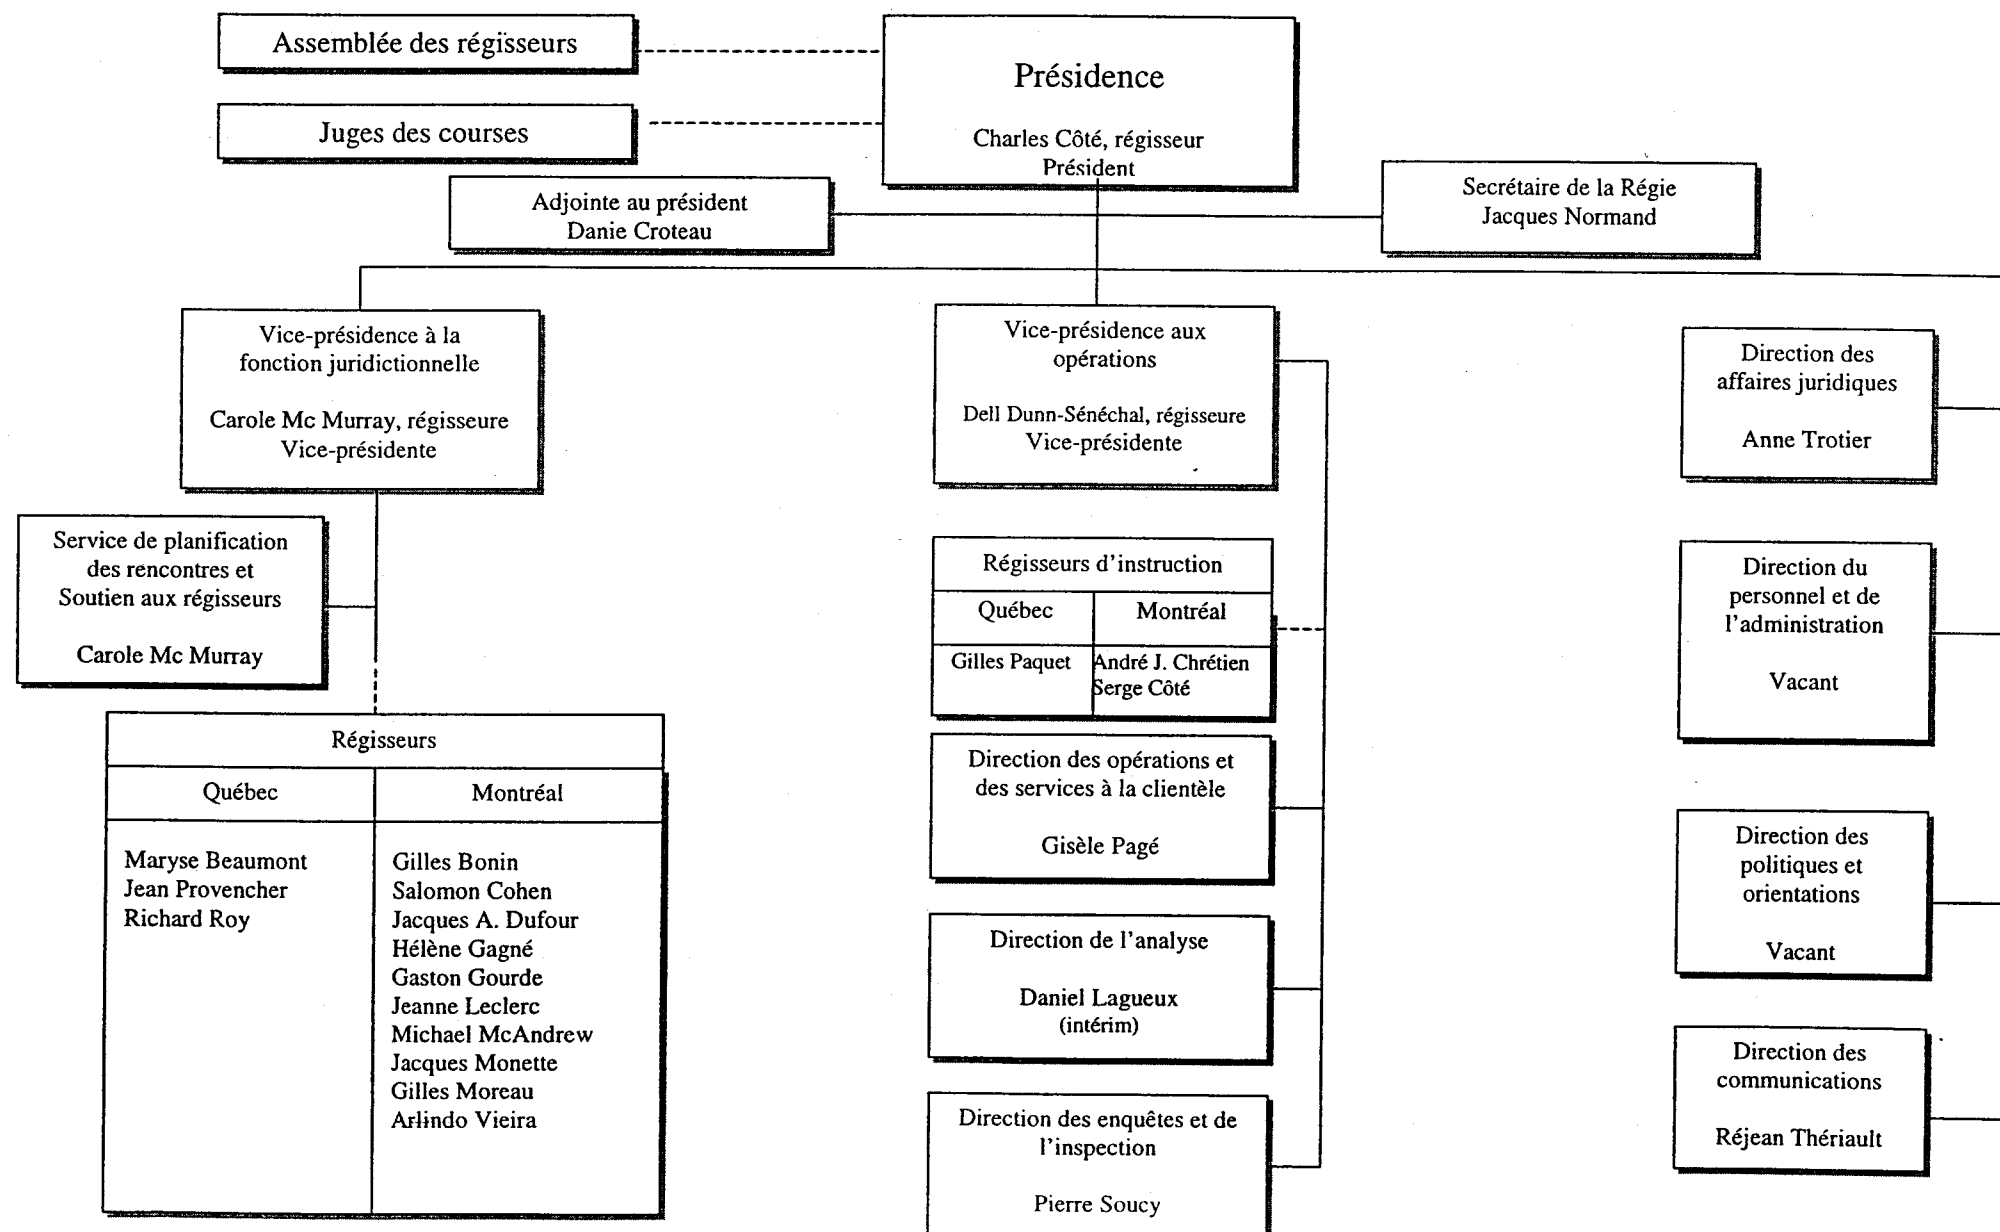 Assemblée des régisseurs
Juges des courses
Présidence
Charles Côté, régisseur
Président
Adjointe au président
Danie Croteau
Secrétaire de la Régie
Jacques Normand
Vice-présidence à la
fonction juridictionnelle
Carole Mc Murray, régisseure
Vice-présidente
Service de planification
des rencontres et
Soutien aux régisseurs
Carole Mc Murray
Régisseurs
Québec
Montréal
Maryse Beaumont
Jean Provencher
Richard Roy
Gilles Bonin
Salomon Cohen
Jacques A. Dufour
Hélène Gagné
Gaston Gourde
Jeanne Leclerc
Michael McAndrew
Jacques Monette
Gilles Moreau
Arlindo Vieira
Vice-présidence aux
opérations
Dell Dunn-Sénéchal, régisseure
Vice-présidente
Régisseurs d'instruction
Québec
Montréal
Gilles Paquet
André J. Chrétien
Serge Côté
Direction des opérations et
des services à la clientèle
Gisèle Pagé
Direction de l'analyse
Daniel Lagueux
(intérim)
Direction des enquêtes et de
l'inspection
Pierre Soucy
Direction des
affaires juridiques
Anne Trotier
Direction du
personnel et de
l'administration
Vacant
Direction des
politiques et
orientations
Vacant
Direction des
communications
Réjean Thériault